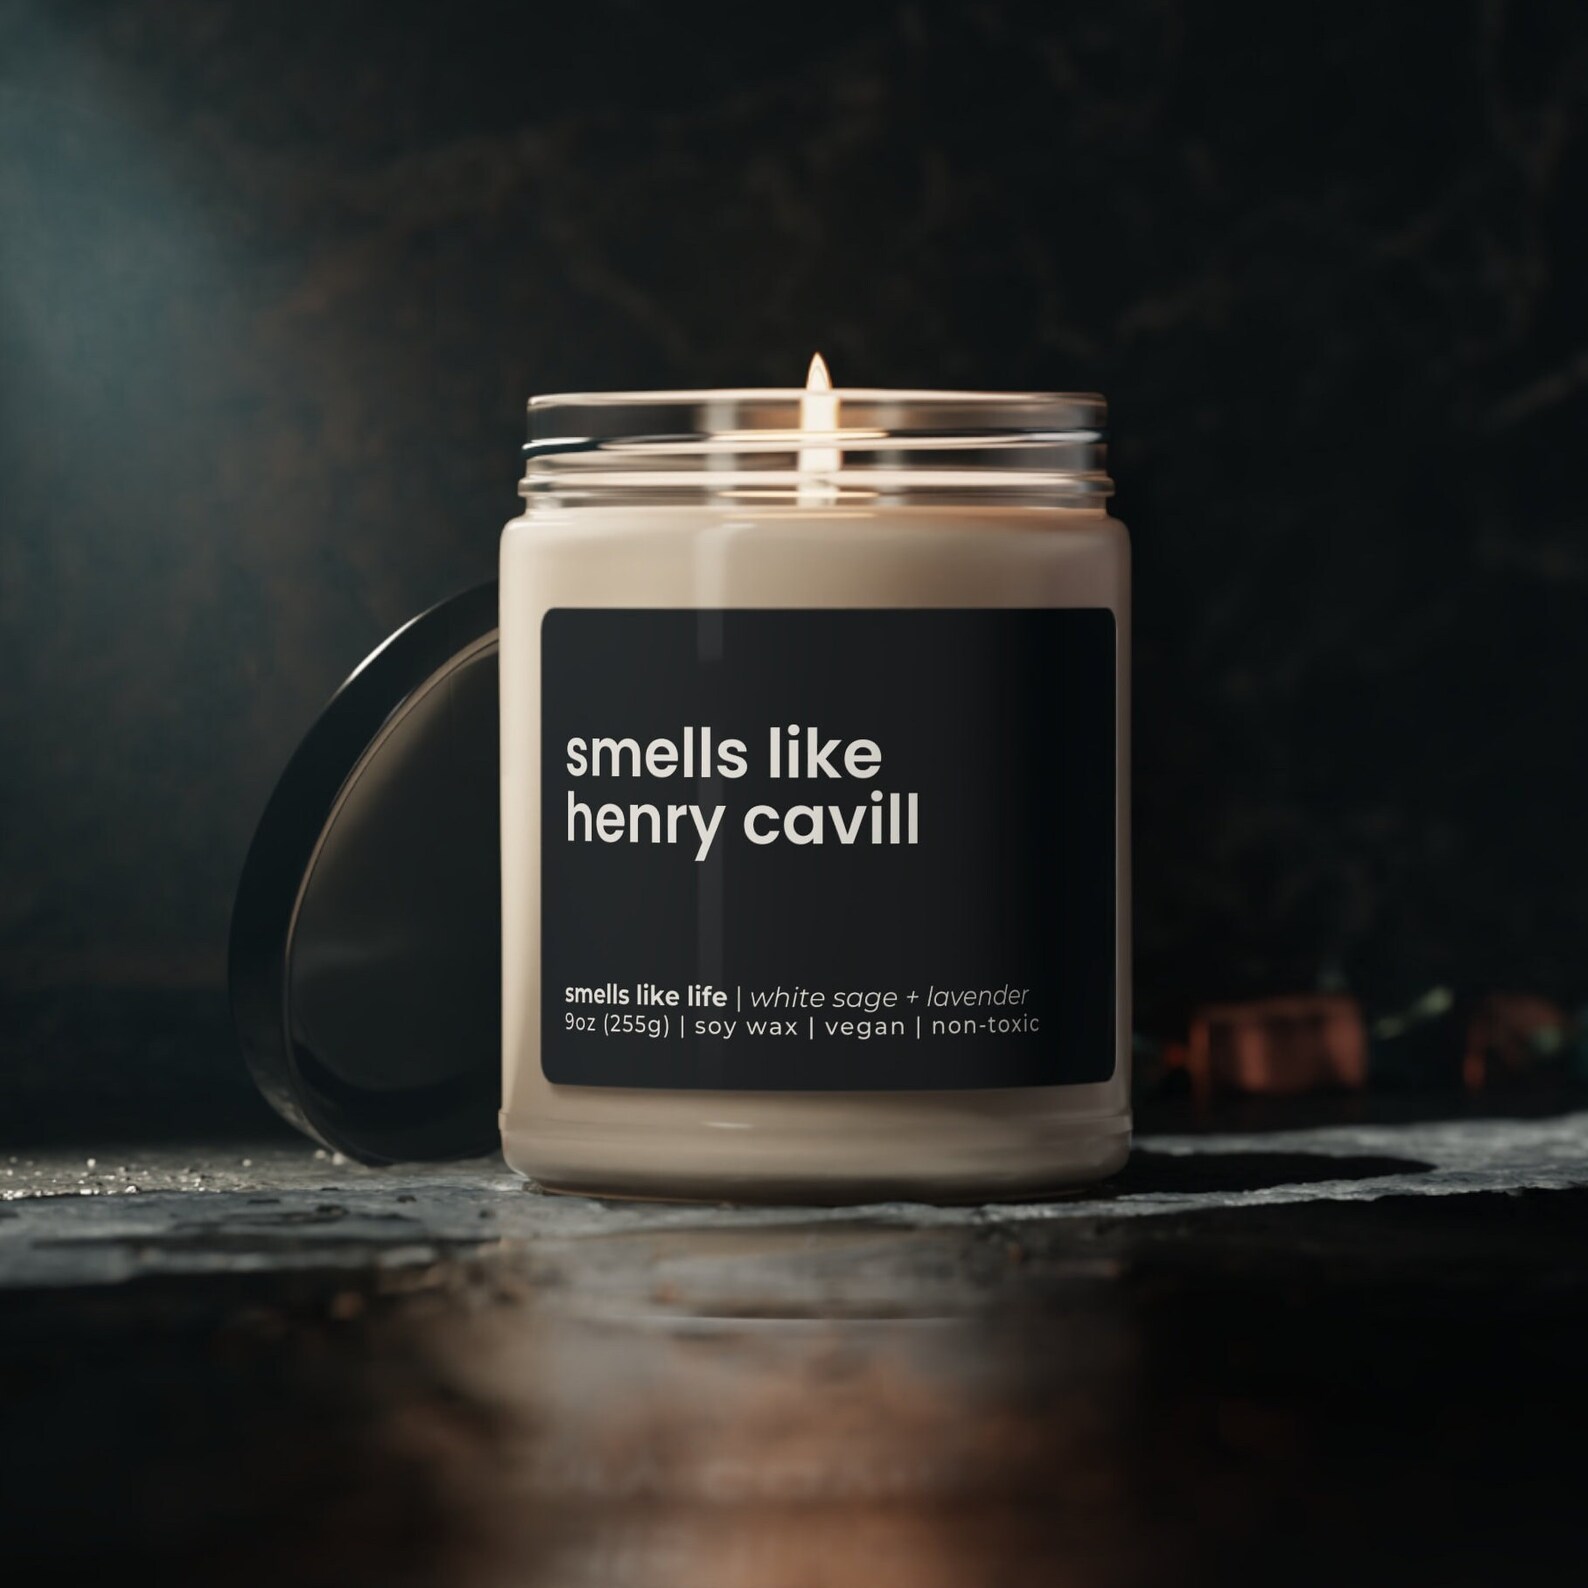 smells like
henry cavill
smells like life | white sage + lavender
9oz (255g) | soy wax | vegan | non-toxic